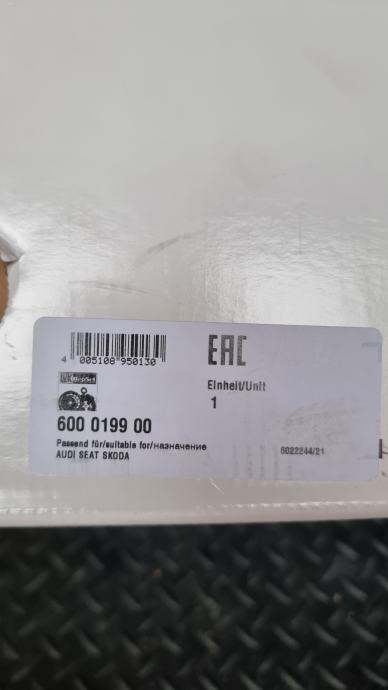 4 005108 950130
EAC
Einheit/Unit
1
RepSet
600 0199 00
Passend für/suitable for/назначение
AUDI SEAT SKODA
6022244/21